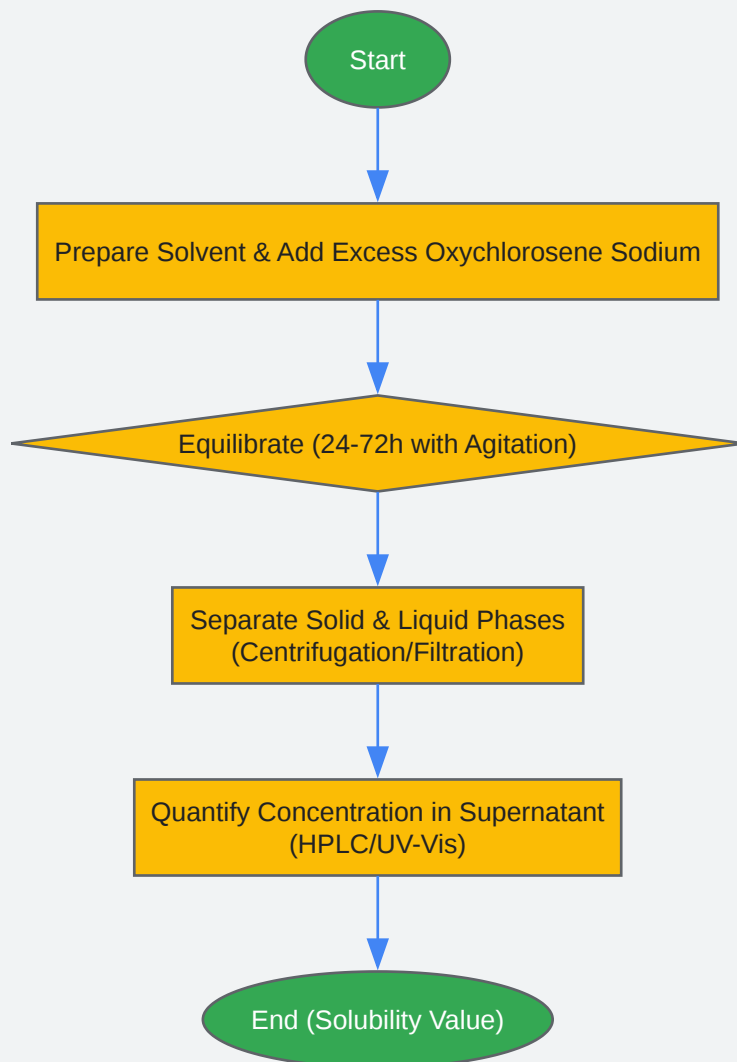 Start
Prepare Solvent & Add Excess Oxychlorosene Sodium
Equilibrate (24-72h with Agitation)
Separate Solid & Liquid Phases
(Centrifugation/Filtration)
Quantify Concentration in Supernatant
(HPLC/UV-Vis)
End (Solubility Value)